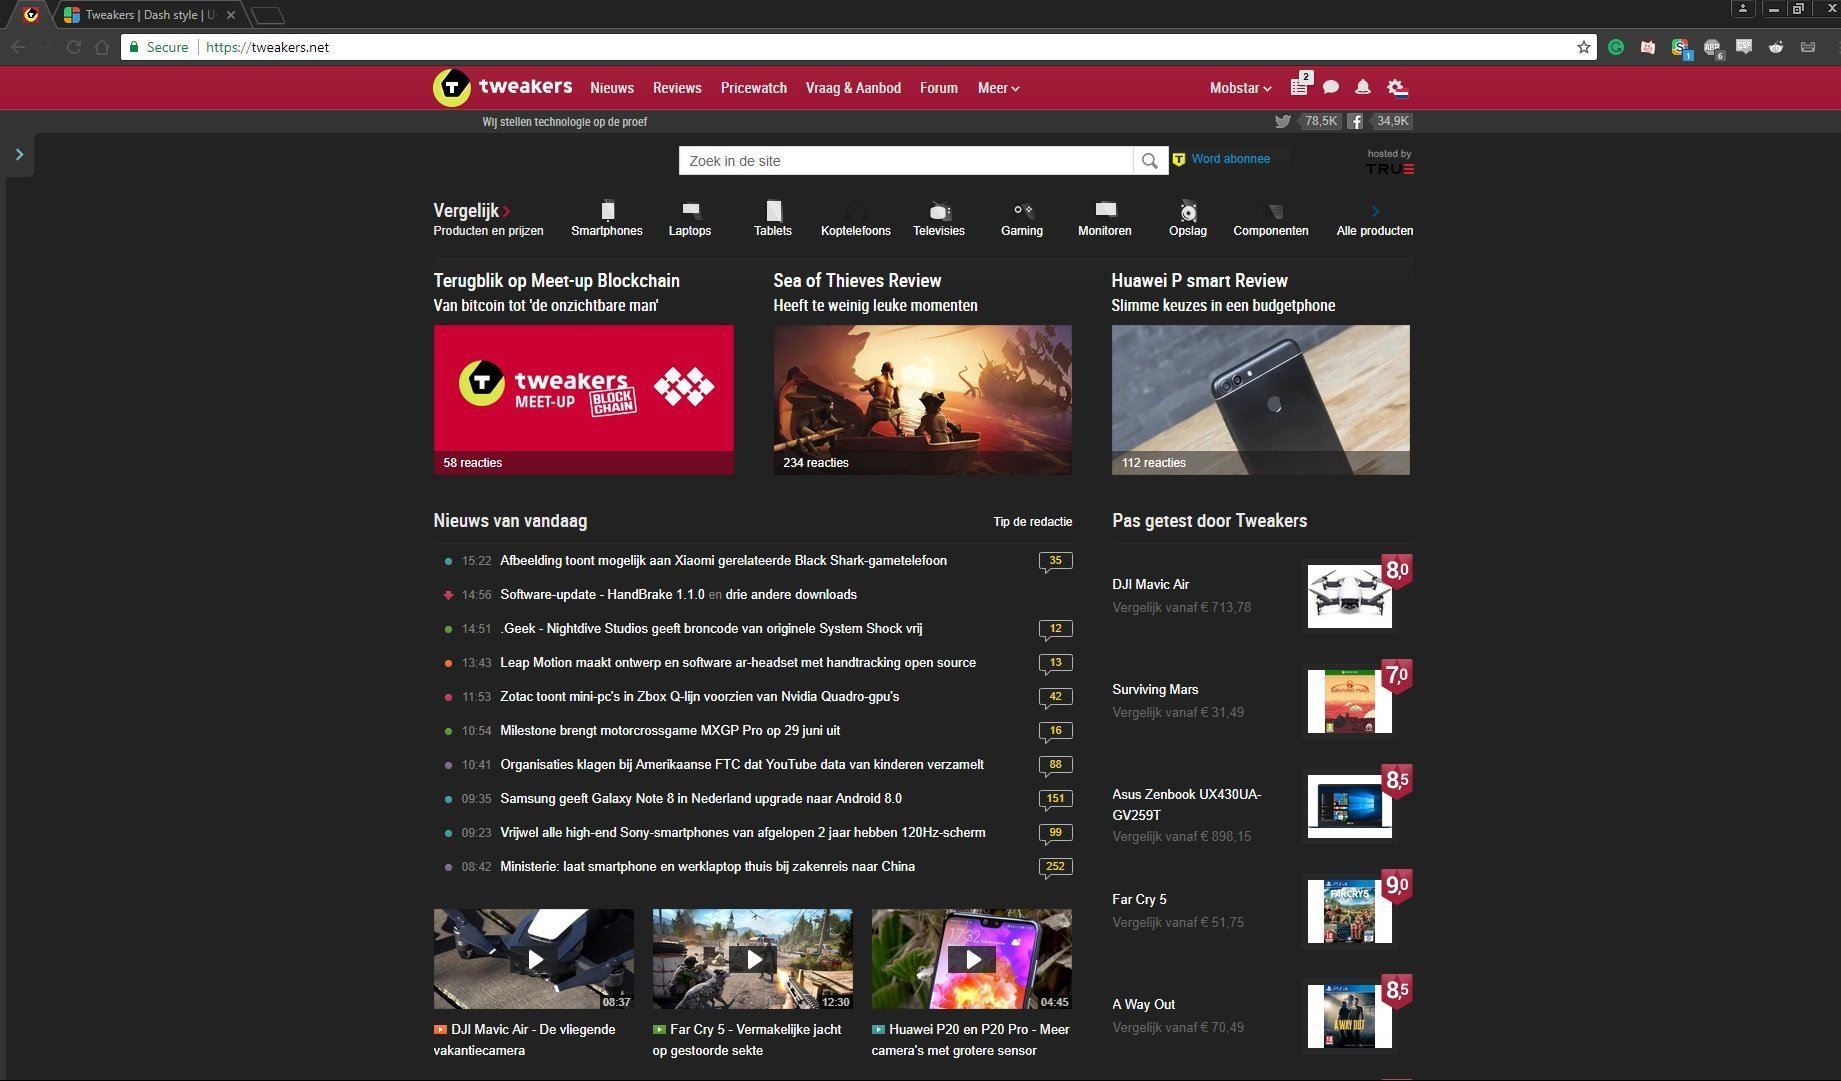 Tweakers | Dash style | U
Secure
https://tweakers.net
1
ABP
6
CSS
tweakers
Nieuws
Reviews
Pricewatch
Vraag & Aanbod
Forum
Meer
Mobstar
2
Wij stellen technologie op de proef
78,5K
34,9K
Zoek in de site
Word abonnee
hosted by
TRUE
Vergelijk
Producten en prijzen
Smartphones
Laptops
Tablets
Koptelefoons
Televisies
Gaming
Monitoren
Opslag
Componenten
Alle producten
Terugblik op Meet-up Blockchain
Van bitcoin tot 'de onzichtbare man'
tweakers
MEET-UP
BLOCK
CHAIN
58 reacties
Sea of Thieves Review
Heeft te weinig leuke momenten
234 reacties
Huawei P smart Review
Slimme keuzes in een budgetphone
112 reacties
Nieuws van vandaag
Tip de redactie
15:22 Afbeelding toont mogelijk aan Xiaomi gerelateerde Black Shark-gametelefoon 35
14:56 Software-update - HandBrake 1.1.0 en drie andere downloads
14:51 .Geek - Nightdive Studios geeft broncode van originele System Shock vrij 12
13:43 Leap Motion maakt ontwerp en software ar-headset met handtracking open source 13
11:53 Zotac toont mini-pc's in Zbox Q-lijn voorzien van Nvidia Quadro-gpu's 42
10:54 Milestone brengt motorcrossgame MXGP Pro op 29 juni uit 16
10:41 Organisaties klagen bij Amerikaanse FTC dat YouTube data van kinderen verzamelt 88
09:35 Samsung geeft Galaxy Note 8 in Nederland upgrade naar Android 8.0 151
09:23 Vrijwel alle high-end Sony-smartphones van afgelopen 2 jaar hebben 120Hz-scherm 99
08:42 Ministerie: laat smartphone en werklaptop thuis bij zakenreis naar China 252
08:37
DJI Mavic Air - De vliegende
vakantiecamera
12:30
Far Cry 5 - Vermakelijke jacht
op gestoorde sekte
17:32
04:45
Huawei P20 en P20 Pro - Meer
camera's met grotere sensor
Pas getest door Tweakers
DJI Mavic Air
Vergelijk vanaf € 713,78
8,0
Surviving Mars
Vergelijk vanaf € 31,49
SURVIVING MARS
7,0
Asus Zenbook UX430UA-
GV259T
Vergelijk vanaf € 898,15
8,5
Far Cry 5
Vergelijk vanaf € 51,75
PS4
FARCRY5
18
9,0
A Way Out
Vergelijk vanaf € 70,49
PS4
A WAY OUT
18
8,5